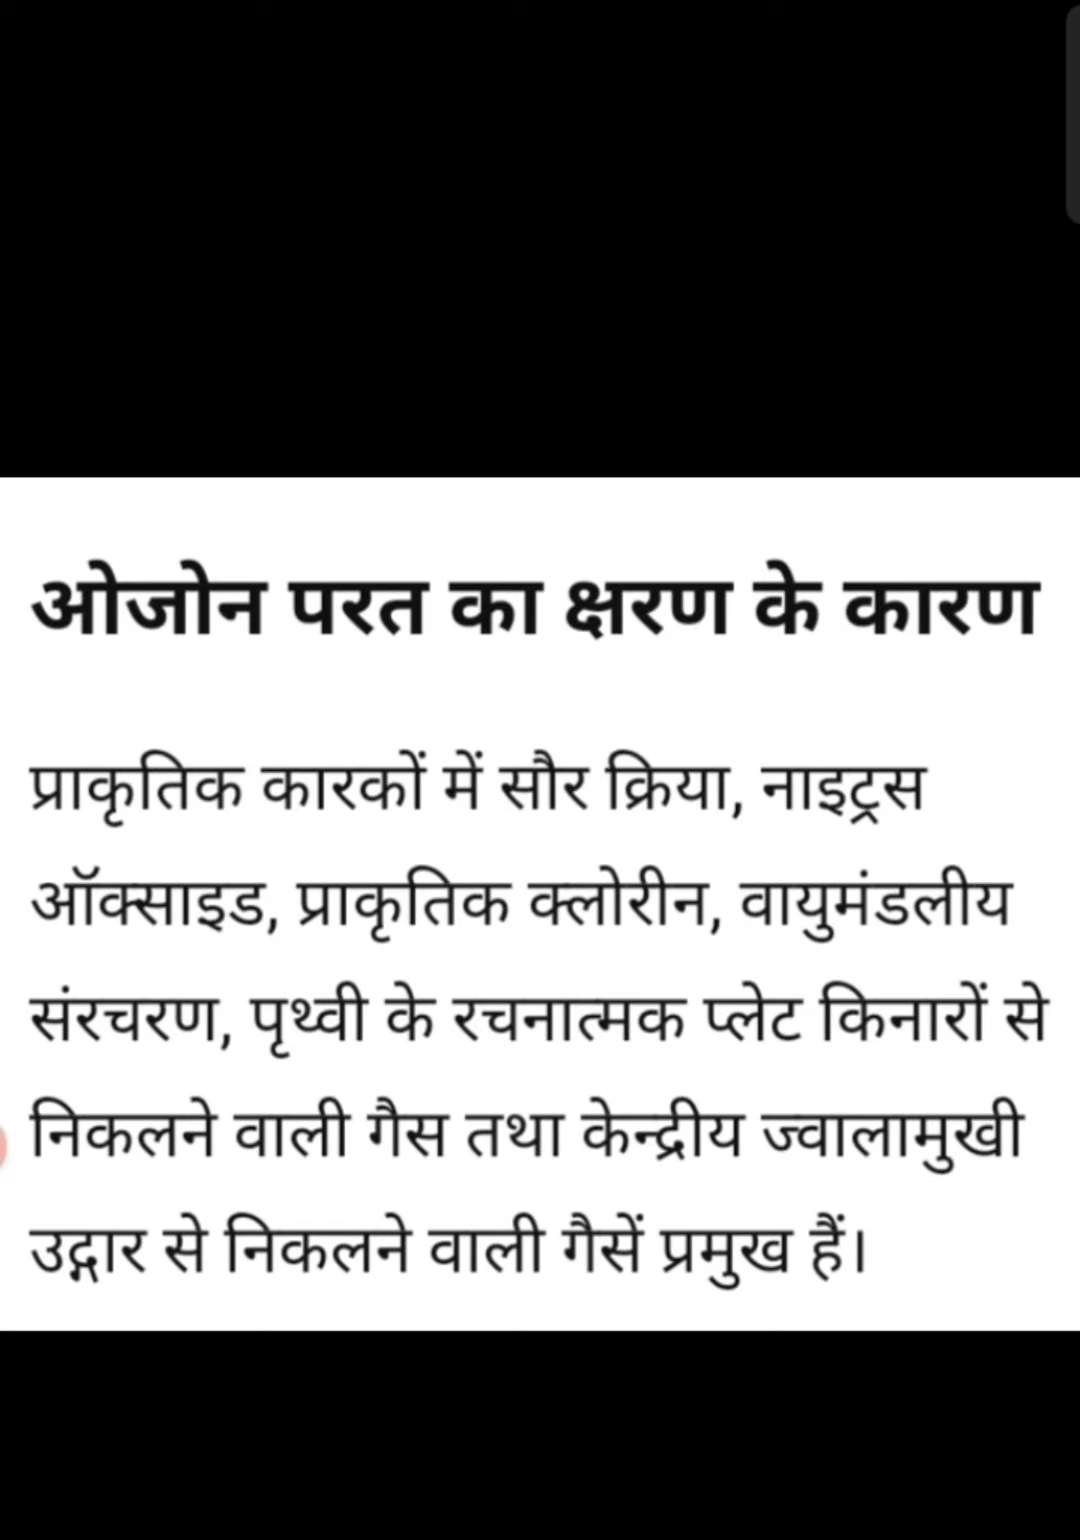 ओजोन परत का क्षरण के कारण
प्राकृतिक कारकों में सौर क्रिया, नाइट्रस
ऑक्साइड, प्राकृतिक क्लोरीन, वायुमंडलीय
संरचरण, पृथ्वी के रचनात्मक प्लेट किनारों से
निकलने वाली गैस तथा केन्द्रीय ज्वालामुखी
उद्गार से निकलने वाली गैसें प्रमुख हैं।